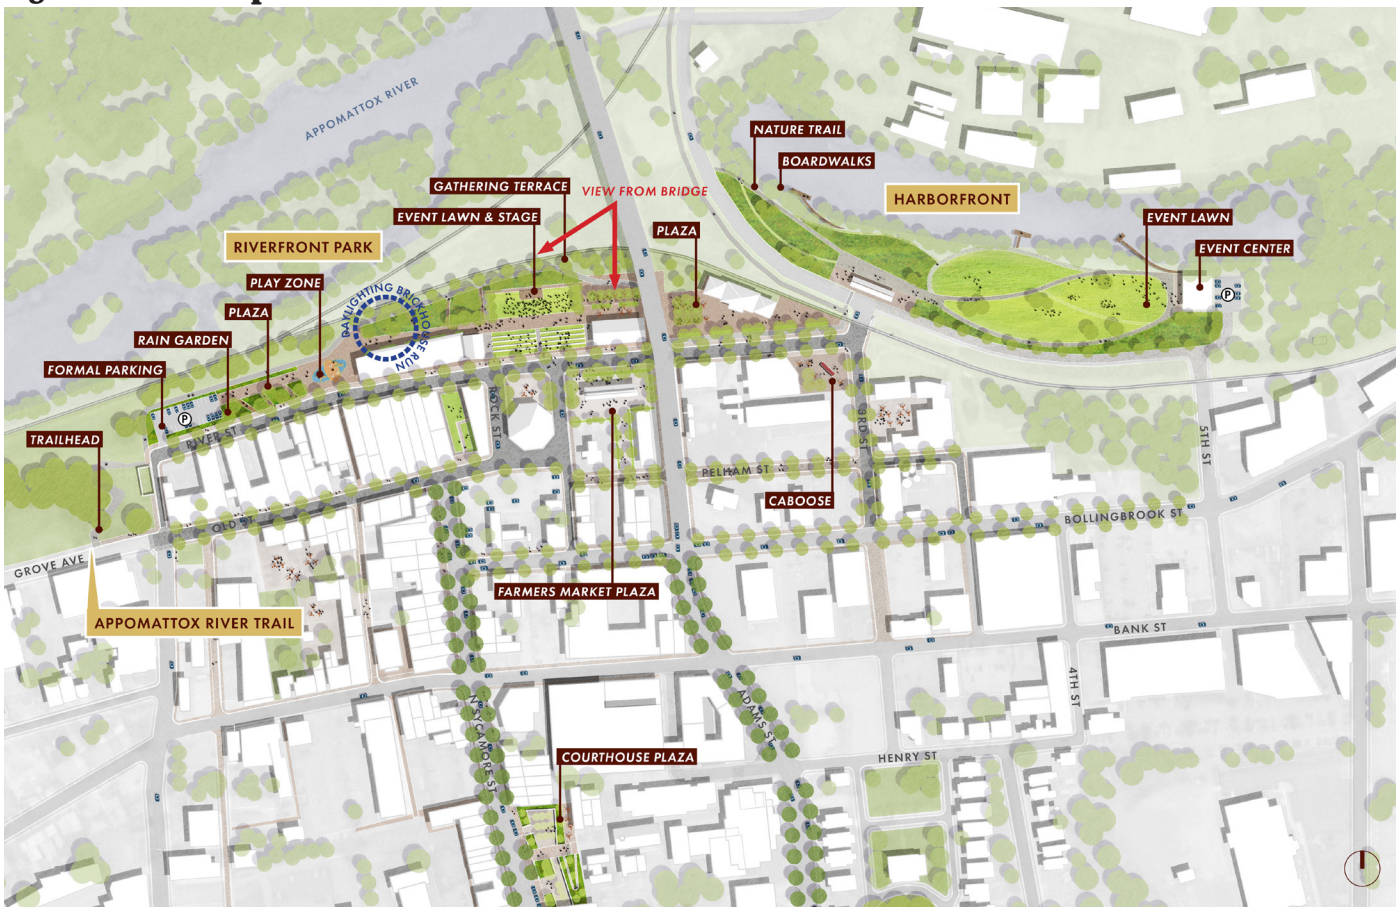 APPOMATTOX RIVER
NATURE TRAIL
BOARDWALKS
GATHERING TERRACE
VIEW FROM BRIDGE
HARBORFRONT
EVENT LAWN & STAGE
EVENT LAWN
PLAZA
RIVERFRONT PARK
EVENT CENTER
PLAY ZONE
P
DAYLIGHTING BRICKHOUSE RUN
PLAZA
RAIN GARDEN
FORMAL PARKING
P
ROCK ST
3RD ST
RIVER ST
TRAILHEAD
5TH ST
PELHAM ST
CABOOSE
OLD ST
BOLLINGBROOK ST
GROVE AVE
FARMERS MARKET PLAZA
APPOMATTOX RIVER TRAIL
BANK ST
4TH ST
N SYCAMORE ST
ADAMS ST
COURTHOUSE PLAZA
HENRY ST